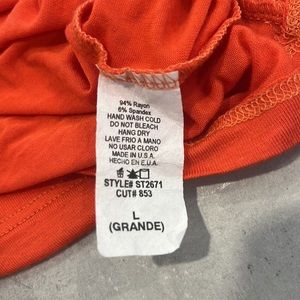 94% Rayon
6% Spandex
HAND WASH COLD
DO NOT BLEACH
HANG DRY
LAVE FRIO A MANO
NO USAR CLORO
MADE IN U.S.A.
HECHO EN E.U.A.
STYLE# ST2671
CUT# 853
L
(GRANDE)